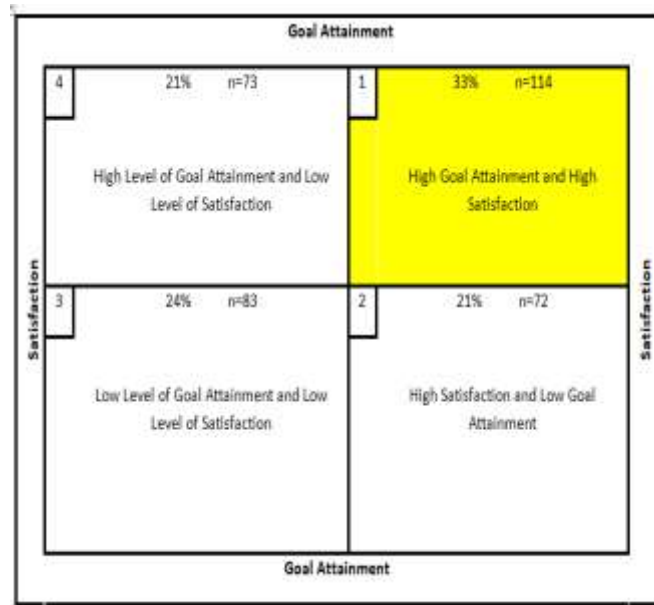 Goal Attainment
4 21% n=73
1 33% n=114
High Level of Goal Attainment and Low
Level of Satisfaction
High Goal Attainment and High
Satisfaction
Satisfaction
Satisfaction
3 24% n=83
2 21% n=72
Low Level of Goal Attainment and Low
Level of Satisfaction
High Satisfaction and Low Goal
Attainment
Goal Attainment